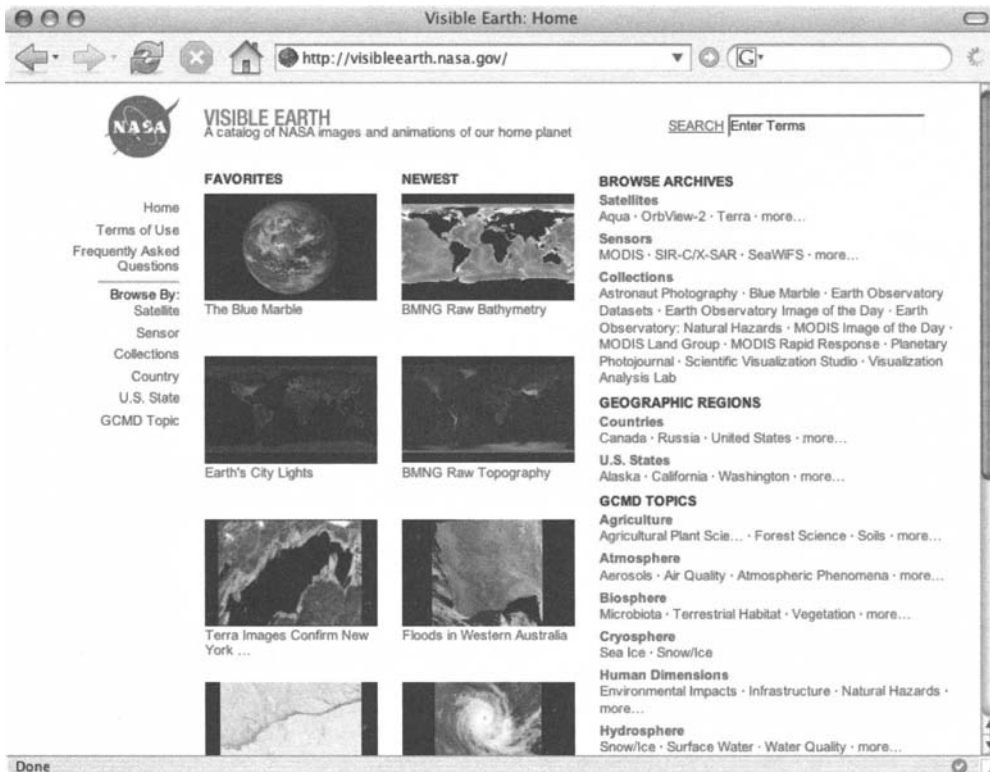 Visible Earth: Home
http://visibleearth.nasa.gov/
G
NASA
VISIBLE EARTH
A catalog of NASA images and animations of our home planet
SEARCH Enter Terms
Home
Terms of Use
Frequently Asked
Questions
Browse By:
Satellite
Sensor
Collections
Country
U.S. State
GCMD Topic
FAVORITES
The Blue Marble
Earth's City Lights
Terra Images Confirm New
York ...
NEWEST
BMNG Raw Bathymetry
BMNG Raw Topography
Floods in Western Australia
BROWSE ARCHIVES
Satellites
Aqua · OrbView-2 · Terra · more...
Sensors
MODIS · SIR-C/X-SAR · SeaWiFS · more...
Collections
Astronaut Photography · Blue Marble · Earth Observatory
Datasets · Earth Observatory Image of the Day · Earth
Observatory: Natural Hazards · MODIS Image of the Day ·
MODIS Land Group · MODIS Rapid Response · Planetary
Photojournal · Scientific Visualization Studio · Visualization
Analysis Lab
GEOGRAPHIC REGIONS
Countries
Canada · Russia · United States · more...
U.S. States
Alaska · California · Washington · more...
GCMD TOPICS
Agriculture
Agricultural Plant Scie... · Forest Science · Soils · more...
Atmosphere
Aerosols · Air Quality · Atmospheric Phenomena · more...
Biosphere
Microbiota · Terrestrial Habitat · Vegetation · more...
Cryosphere
Sea Ice · Snow/Ice
Human Dimensions
Environmental Impacts · Infrastructure · Natural Hazards ·
more...
Hydrosphere
Snow/Ice · Surface Water · Water Quality · more...
Done